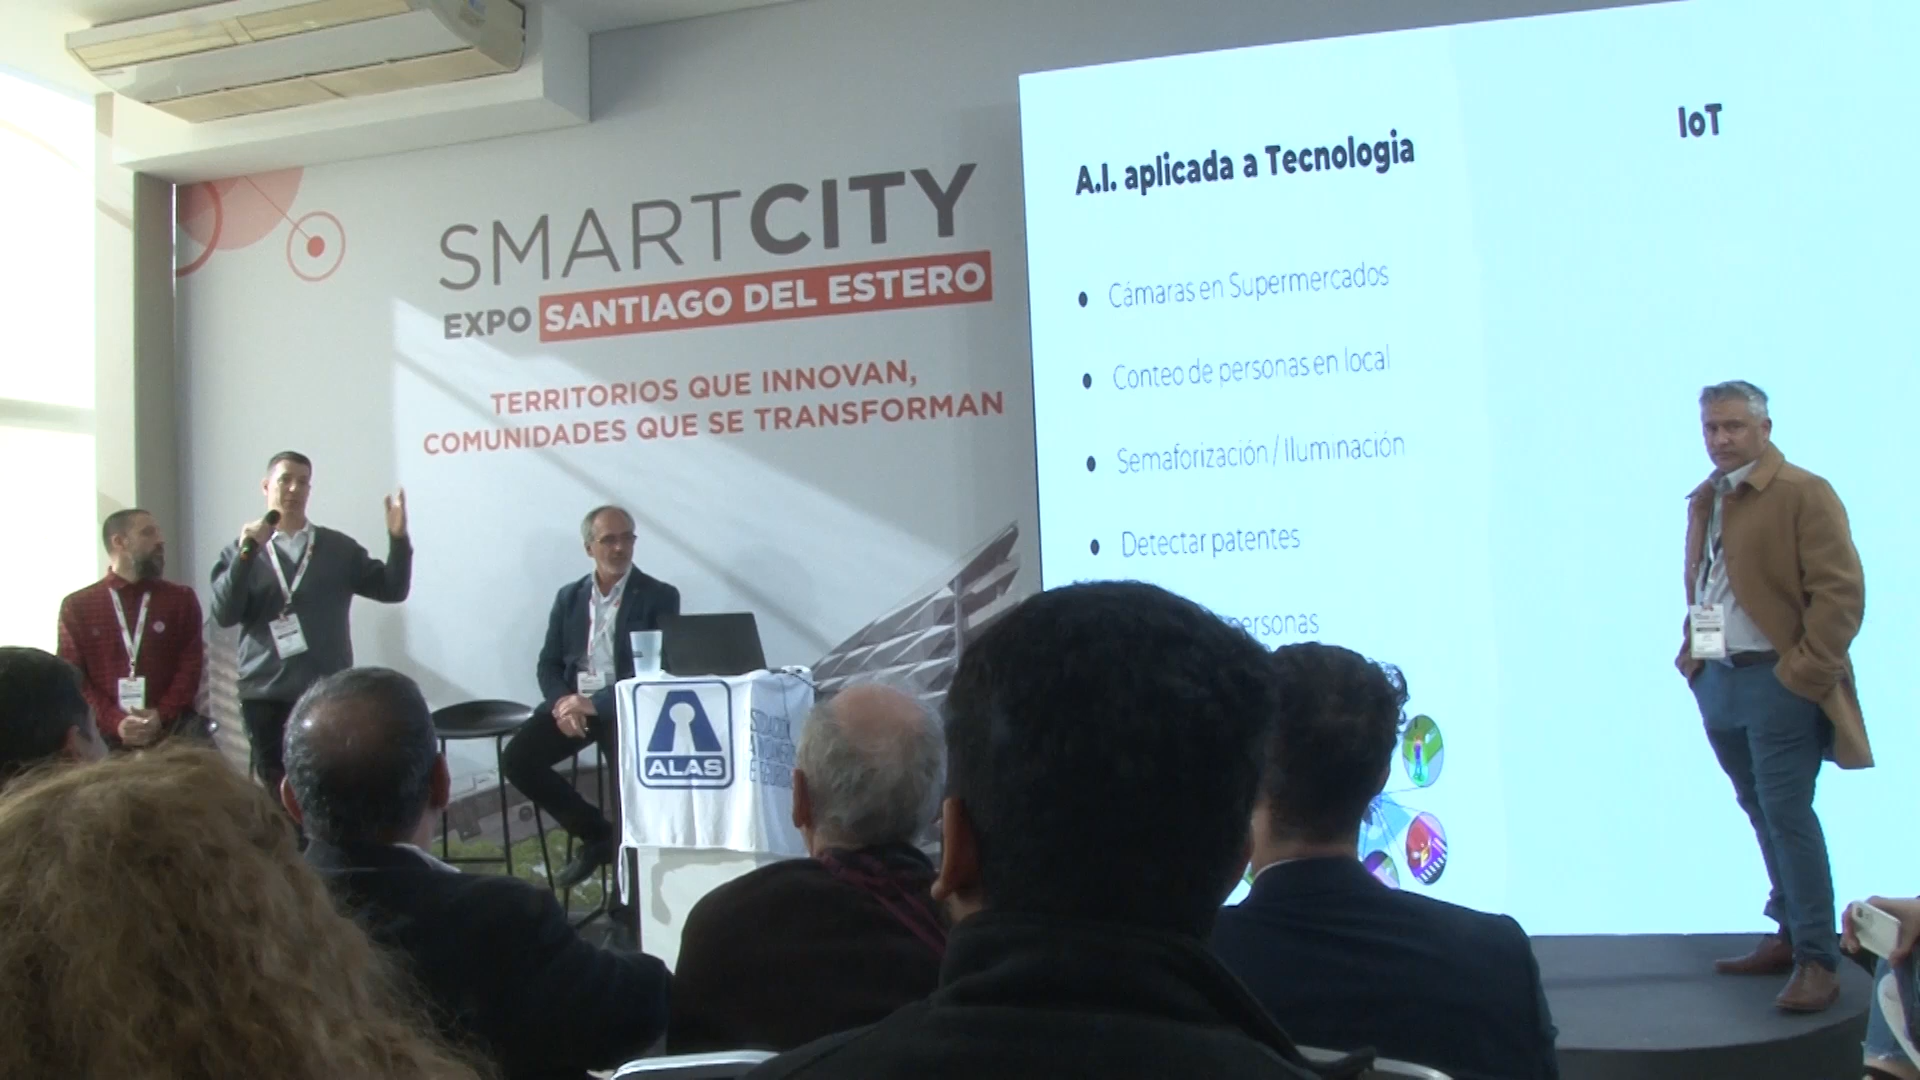 SMARTCITY
EXPO SANTIAGO DEL ESTERO
TERRITORIOS QUE INNOVAN,
COMUNIDADES QUE SE TRANSFORMAN
A.I. aplicada a Tecnologia
IoT
• Cámaras en Supermercados
• Conteo de personas en local
• Semaforización / Iluminación
• Detectar patentes
personas
ALAS